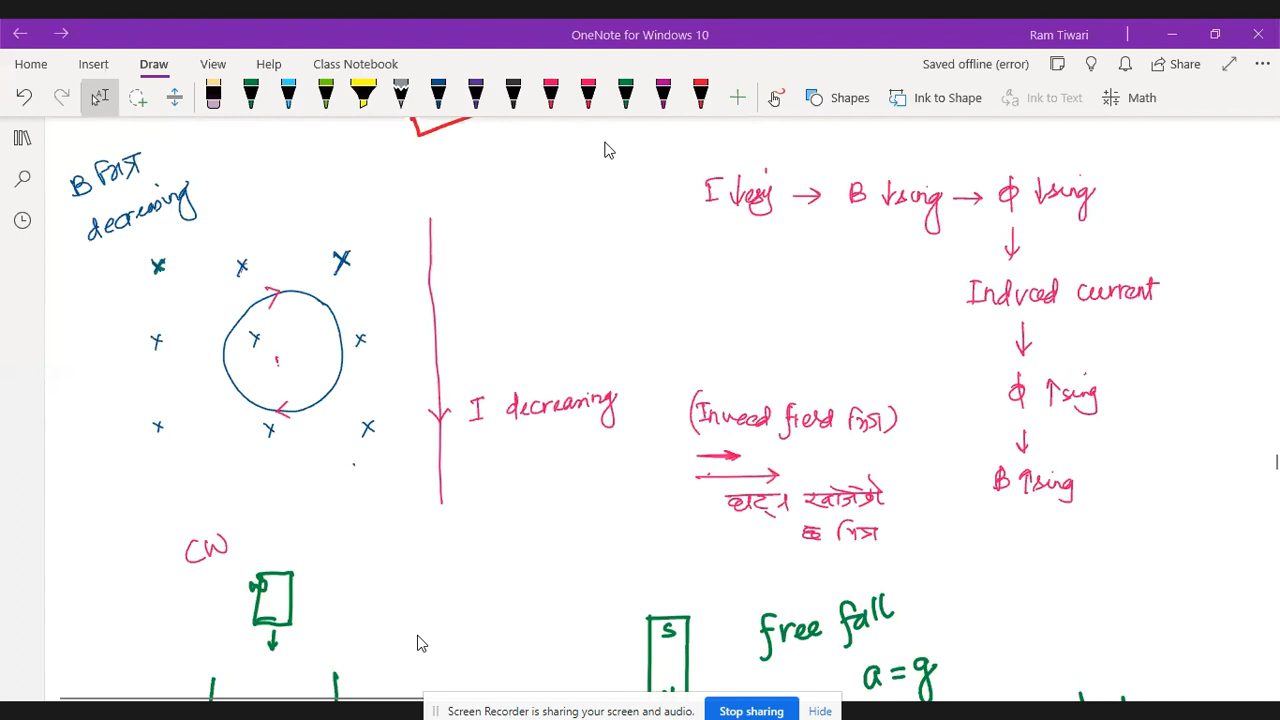 OneNote for Windows 10
Ram Tiwari
Home Insert Draw View Help Class Notebook
Saved offline (error)
Share
Shapes
Ink to Shape
Ink to Text
Math
B
decreasing
x x x
x x x
x x x
I decreasing
CW
I ↓ → B ↓sing → φ ↓sing
↓
Induced current
↓
φ ↑sing
↓
B ↑sing
field
S
free fall
a = g
Screen Recorder is sharing your screen and audio.
Stop sharing
Hide